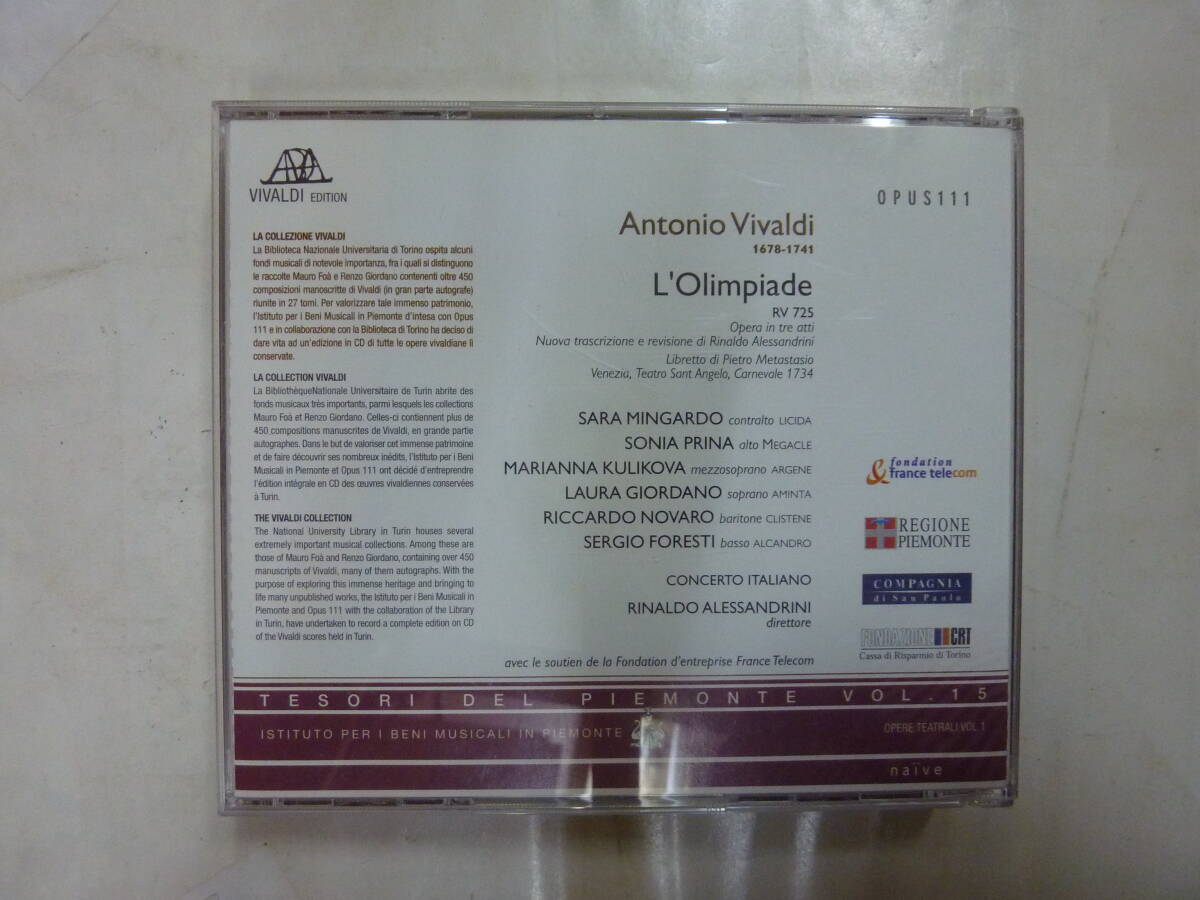 VIVALDI EDITION
LA COLLEZIONE VIVALDI
La Biblioteca Nazionale Universitaria di Torino ospita alcuni
fondi musicali di notevole importanza, fra i quali si distinguono
le raccolte Mauro Foà e Renzo Giordano contenenti oltre 450
composizioni manoscritte di Vivaldi (in gran parte autografe)
riunite in 27 tomi. Per valorizzare tale immenso patrimonio,
l'Istituto per i Beni Musicali in Piemonte d'intesa con Opus
111 e in collaborazione con la Biblioteca di Torino ha deciso di
dare vita ad un'edizione in CD di tutte le opere vivaldiane lì
conservate.
LA COLLECTION VIVALDI
La BibliothèqueNationale Universitaire de Turin abrite des
fonds musicaux très importants, parmi lesquels les collections
Mauro Foà et Renzo Giordano. Celles-ci contiennent plus de
450 compositions manuscrites de Vivaldi, en grande partie
autographes. Dans le but de valoriser cet immense patrimoine
et de faire découvrir ses nombreux inédits, l'Istituto per i Beni
Musicali in Piemonte et Opus 111 ont décidé d'entreprendre
l'édition intégrale en CD des œuvres vivaldiennes conservées
à Turin.
THE VIVALDI COLLECTION
The National University Library in Turin houses several
extremely important musical collections. Among these are
those of Mauro Foà and Renzo Giordano, containing over 450
manuscripts of Vivaldi, many of them autographs. With the
purpose of exploring this immense heritage and bringing to
life many unpublished works, the Istituto per i Beni Musicali in
Piemonte and Opus 111 with the collaboration of the Library
in Turin, have undertaken to record a complete edition on CD
of the Vivaldi scores held in Turin.
OPUS111
Antonio Vivaldi
1678-1741
L'Olimpiade
RV 725
Opera in tre atti
Nuova trascrizione e revisione di Rinaldo Alessandrini
Libretto di Pietro Metastasio
Venezia, Teatro Sant Angelo, Carnevale 1734
SARA MINGARDO contralto LICIDA
SONIA PRINA alto MEGACLE
MARIANNA KULIKOVA mezzosoprano ARGENE
LAURA GIORDANO soprano AMINTA
RICCARDO NOVARO baritone CLISTENE
SERGIO FORESTI basso ALCANDRO
CONCERTO ITALIANO
RINALDO ALESSANDRINI
direttore
avec le soutien de la Fondation d'entreprise France Telecom
fondation
& france telecom
REGIONE
PIEMONTE
COMPAGNIA
di San Paolo
FONDAZIONE CRT
Cassa di Risparmio di Torino
TESORI DEL PIEMONTE VOL.15
ISTITUTO PER I BENI MUSICALI IN PIEMONTE
OPERE TEATRALI VOL.1
naïve